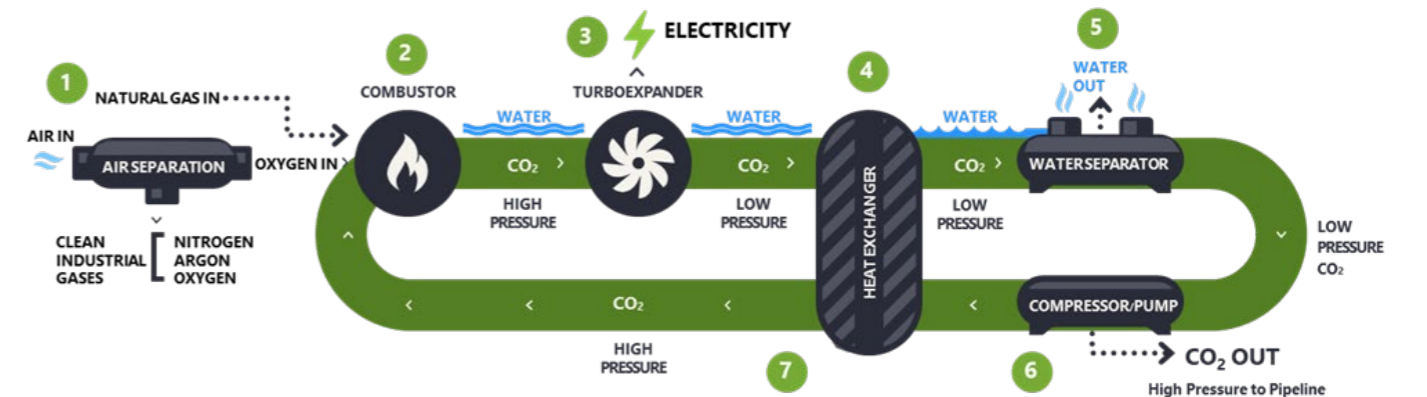 1
NATURAL GAS IN
AIR IN
AIR SEPARATION
OXYGEN IN
CLEAN
INDUSTRIAL
GASES
NITROGEN
ARGON
OXYGEN
2
COMBUSTOR
WATER
CO₂
HIGH
PRESSURE
3
ELECTRICITY
TURBOEXPANDER
WATER
CO₂
LOW
PRESSURE
4
HEAT EXCHANGER
WATER
CO₂
LOW
PRESSURE
5
WATER
OUT
WATER SEPARATOR
LOW
PRESSURE
CO₂
COMPRESSOR/PUMP
6
CO₂ OUT
High Pressure to Pipeline
7
CO₂
HIGH
PRESSURE